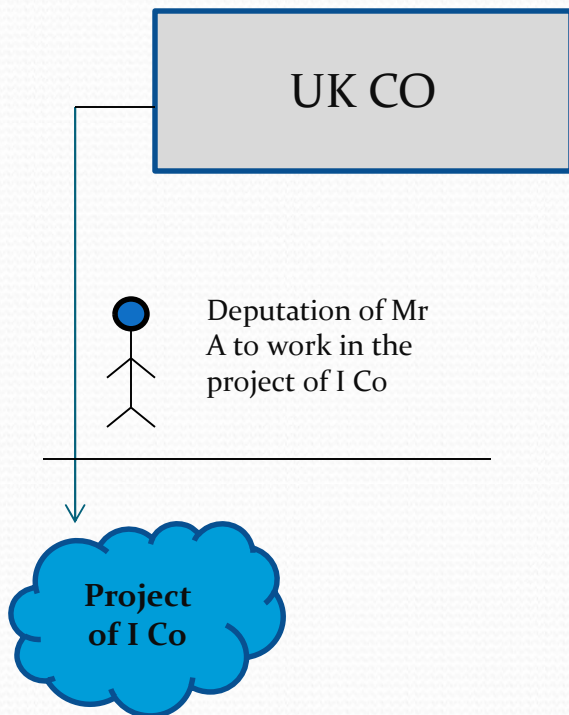 UK CO
Deputation of Mr
A to work in the
project of I Co
Project
of I Co